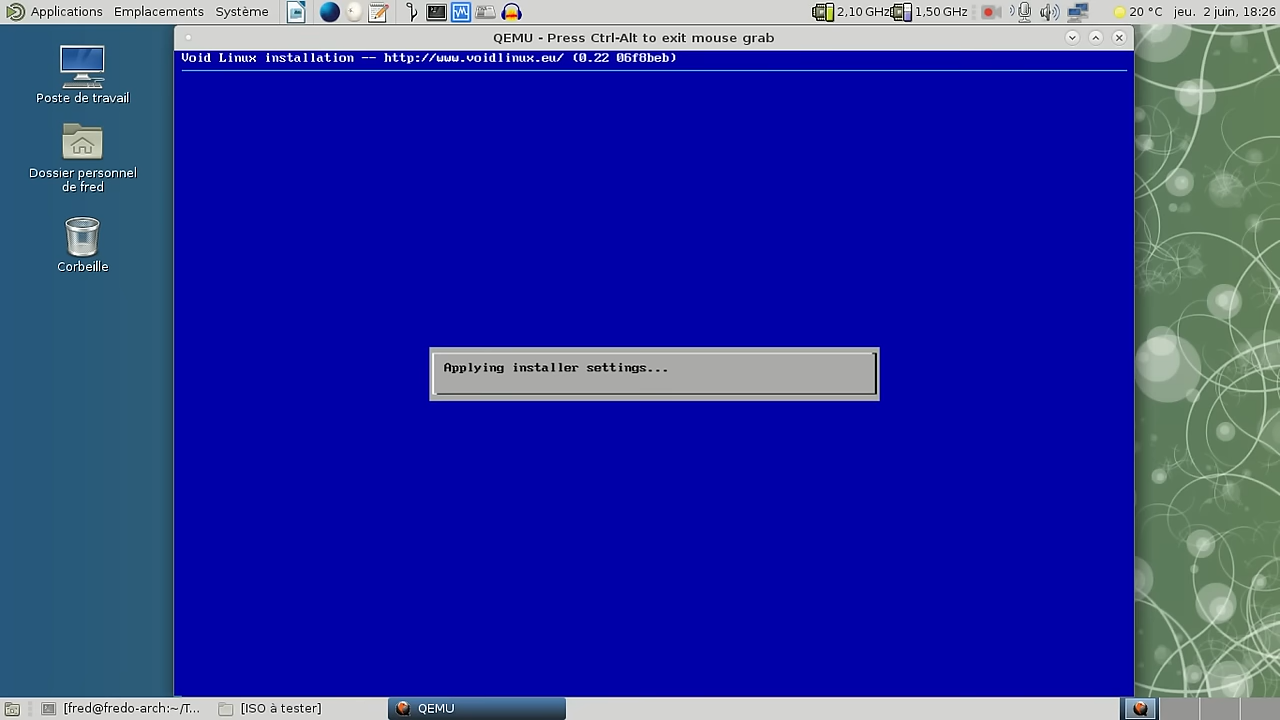 Applications Emplacements Système 2,10 GHz 1,50 GHz 20 °C jeu. 2 juin, 18:26
QEMU - Press Ctrl-Alt to exit mouse grab
Void Linux installation -- http://www.voidlinux.eu/ (0.22 06f8beb)
Poste de travail
Dossier personnel
de fred
Corbeille
Applying installer settings...
[fred@fredo-arch:~/T... [ISO à tester] QEMU